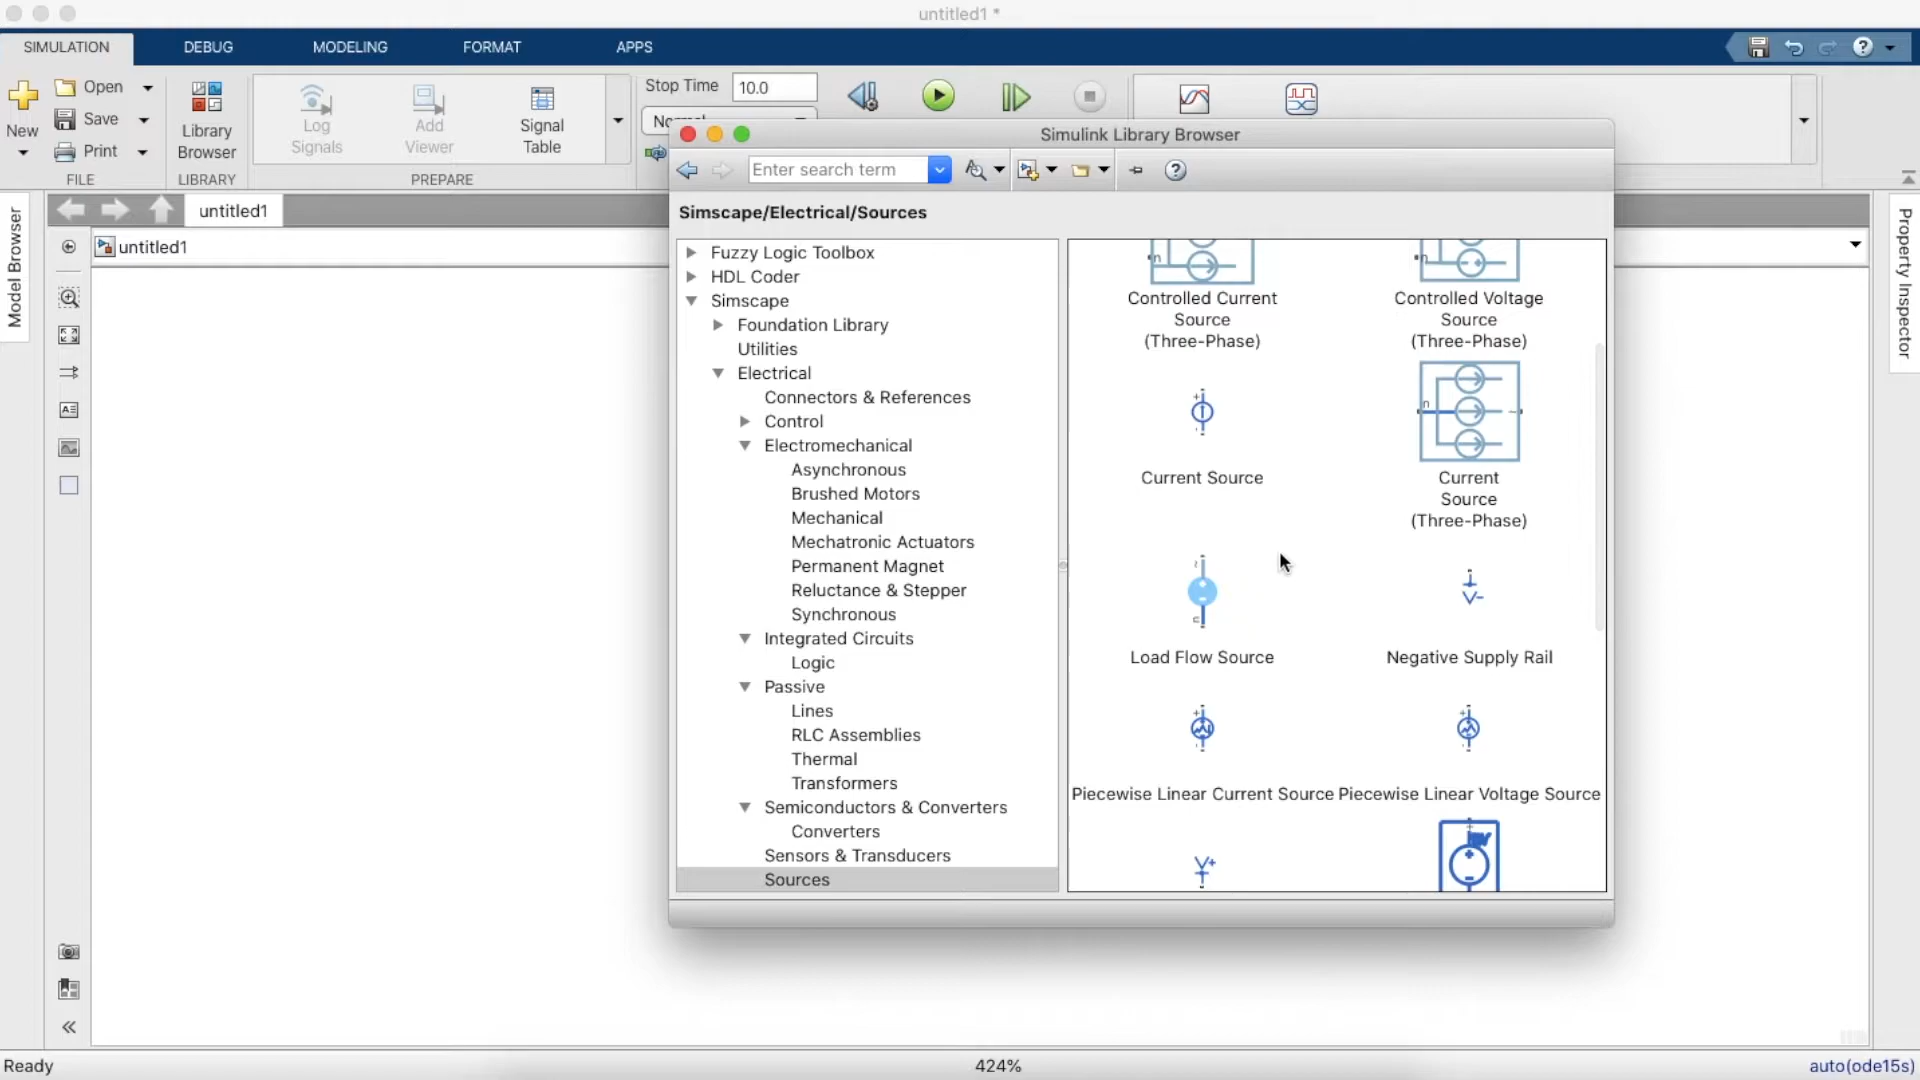 untitled1 *
SIMULATION DEBUG MODELING FORMAT APPS
New
Open
Save
Print
FILE
Library
Browser
LIBRARY
Log
Signals
Add
Viewer
Signal
Table
PREPARE
Stop Time 10.0
Normal
Simulink Library Browser
Enter search term
Simscape/Electrical/Sources
Model Browser
untitled1
untitled1
Property Inspector
Fuzzy Logic Toolbox
HDL Coder
Simscape
Foundation Library
Utilities
Electrical
Connectors & References
Control
Electromechanical
Asynchronous
Brushed Motors
Mechanical
Mechatronic Actuators
Permanent Magnet
Reluctance & Stepper
Synchronous
Integrated Circuits
Logic
Passive
Lines
RLC Assemblies
Thermal
Transformers
Semiconductors & Converters
Converters
Sensors & Transducers
Sources
Controlled Current
Source
(Three-Phase)
Controlled Voltage
Source
(Three-Phase)
Current Source
Current
Source
(Three-Phase)
Load Flow Source
Negative Supply Rail
Piecewise Linear Current Source
Piecewise Linear Voltage Source
Ready
424%
auto(ode15s)